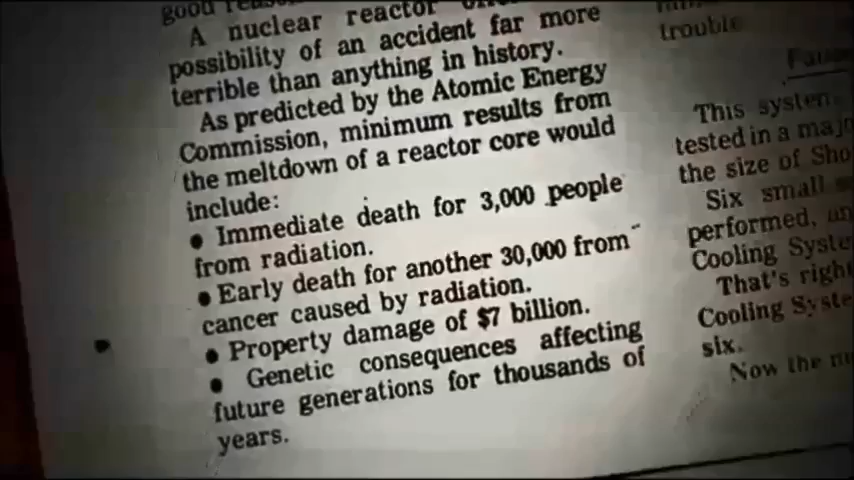 good
A nuclear reactor
possibility of an accident far more
terrible than anything in history.
As predicted by the Atomic Energy
Commission, minimum results from
the meltdown of a reactor core would
include:
● Immediate death for 3,000 people
from radiation.
● Early death for another 30,000 from
cancer caused by radiation.
● Property damage of $7 billion.
● Genetic consequences affecting
future generations for thousands of
years.
trouble
This system
tested in a
the size of
Six small
performed,
Cooling
That's right
Cooling
six.
Now the